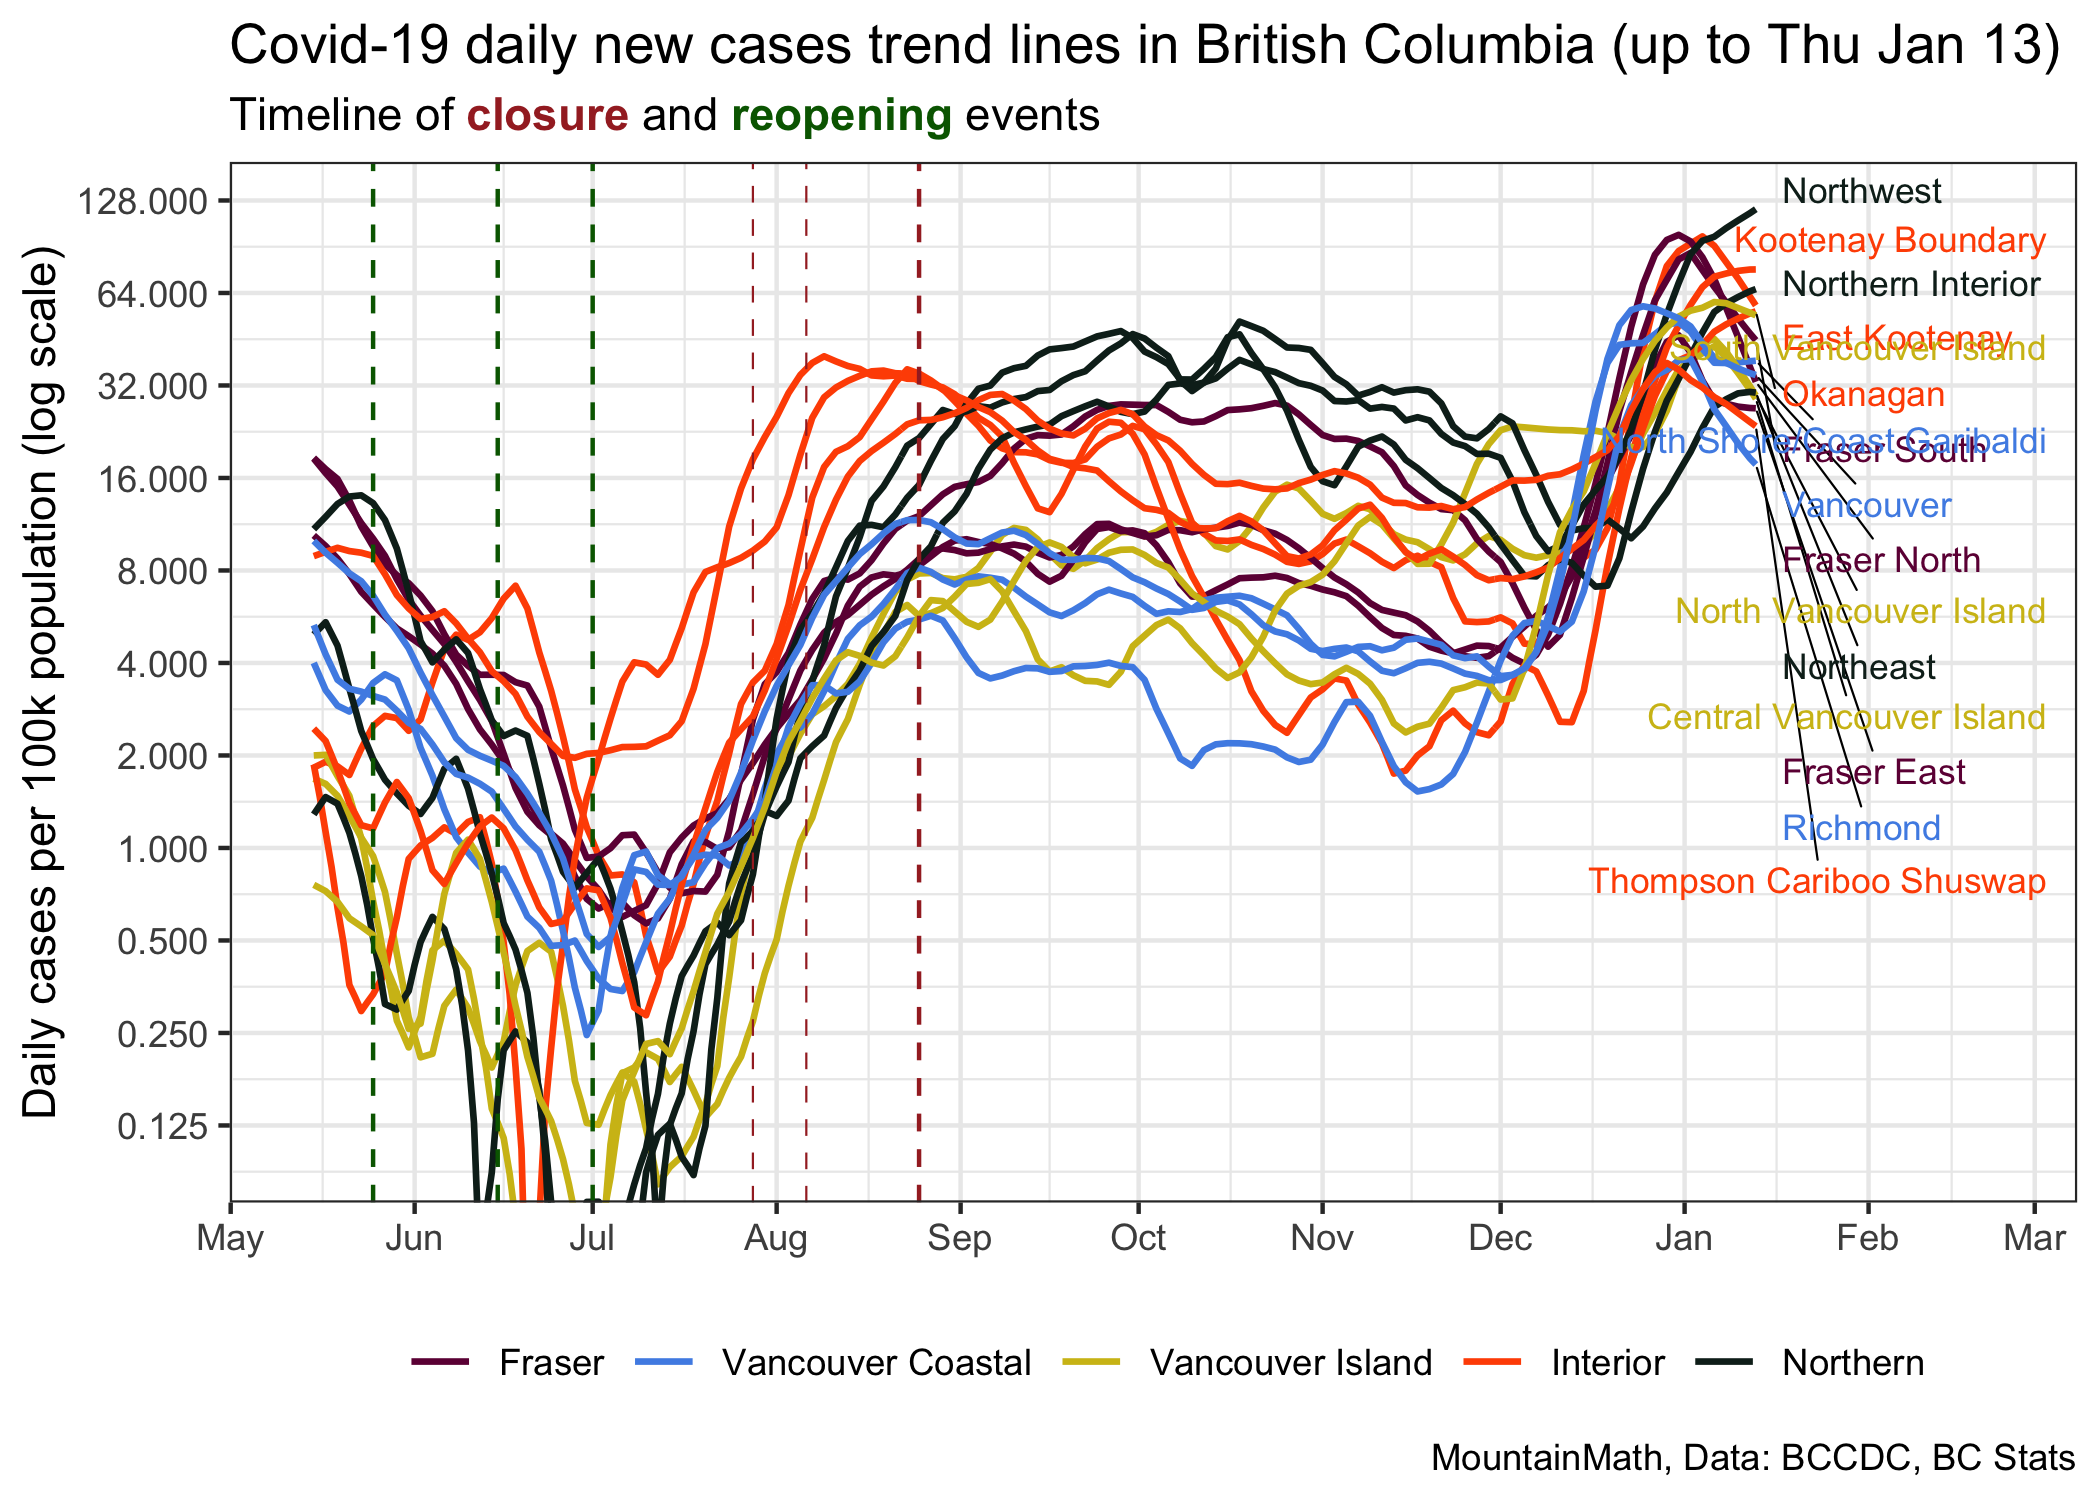 Covid-19 daily new cases trend lines in British Columbia (up to Thu Jan 13)
Timeline of closure and reopening events
Daily cases per 100k population (log scale)
128.000
64.000
32.000
16.000
8.000
4.000
2.000
1.000
0.500
0.250
0.125
Northwest
Kootenay Boundary
Northern Interior
East Kootenay
South Vancouver Island
Okanagan
North Shore/Coast Garibaldi
Fraser South
Vancouver
Fraser North
North Vancouver Island
Northeast
Central Vancouver Island
Fraser East
Richmond
Thompson Cariboo Shuswap
May Jun Jul Aug Sep Oct Nov Dec Jan Feb Mar
Fraser Vancouver Coastal Vancouver Island Interior Northern
MountainMath, Data: BCCDC, BC Stats